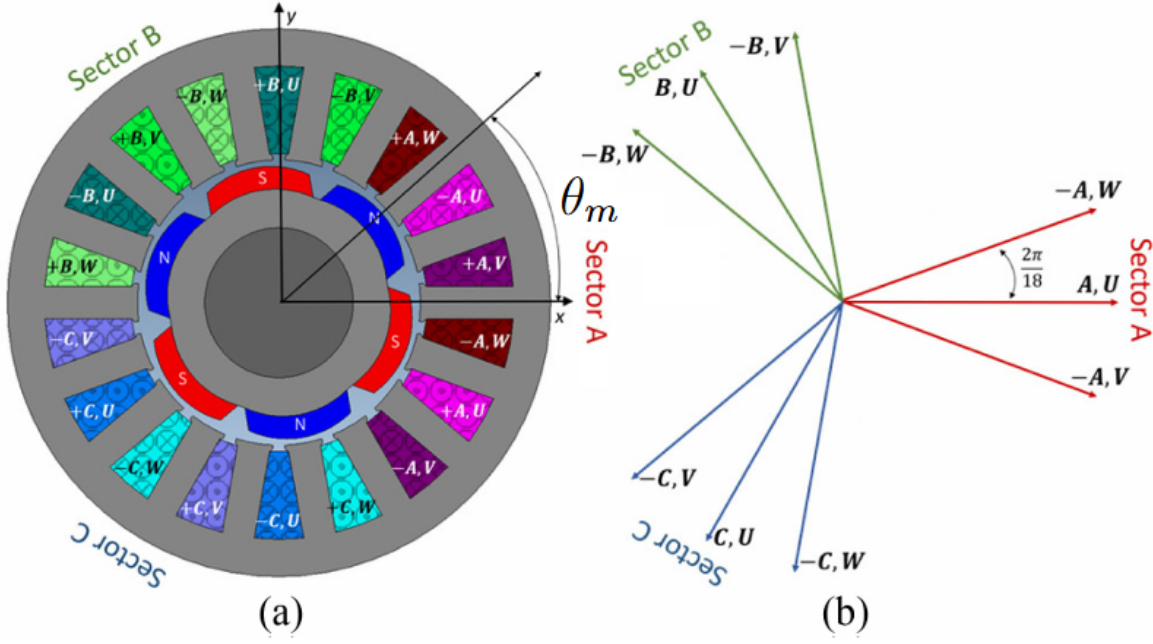 y
Sector B
−B, W
+B, U
−B, V
+B, V
+A, W
−B, U
−A, U
+B, W
+A, V
S
N
N
θm
x
Sector A
−C, V
−A, W
S
S
+C, U
+A, U
N
−C, W
−A, V
+C, V
−C, U
+C, W
Sector C
(a)
Sector B
−B, V
B, U
−B, W
−A, W
2π
18
A, U
Sector A
−A, V
−C, V
C, U
−C, W
Sector C
(b)